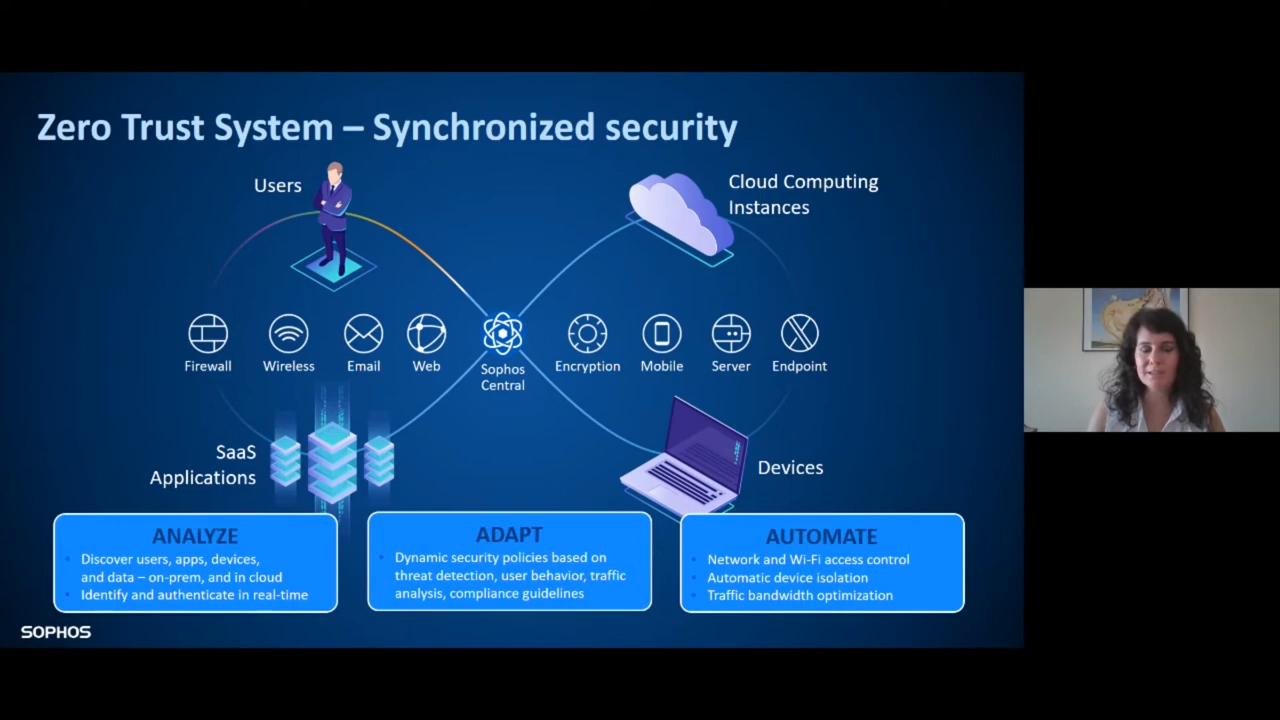 Zero Trust System – Synchronized security
Users
Cloud Computing
Instances
Firewall
Wireless
Email
Web
Sophos
Central
Encryption
Mobile
Server
Endpoint
SaaS
Applications
Devices
ANALYZE
• Discover users, apps, devices,
and data – on-prem, and in cloud
• Identify and authenticate in real-time
ADAPT
• Dynamic security policies based on
threat detection, user behavior, traffic
analysis, compliance guidelines
AUTOMATE
• Network and Wi-Fi access control
• Automatic device isolation
• Traffic bandwidth optimization
SOPHOS